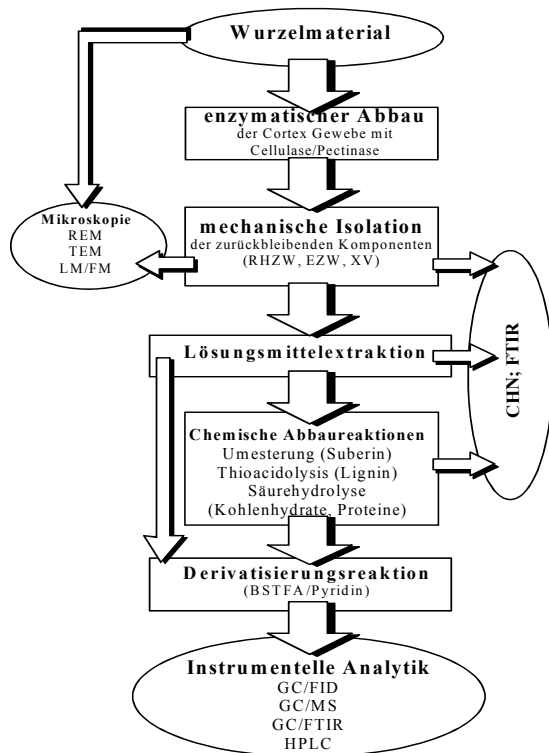 Wurzelmaterial
enzymatischer Abbau
der Cortex Gewebe mit
Cellulase/Pectinase
Mikroskopie
REM
TEM
LM/FM
mechanische Isolation
der zurückbleibenden Komponenten
(RHZW, EZW, XV)
CHN; FTIR
Lösungsmittelextraktion
Chemische Abbaureaktionen
Umesterung (Suberin)
Thioacidolysis (Lignin)
Säurehydrolyse
(Kohlenhydrate, Proteine)
Derivatisierungsreaktion
(BSTFA/Pyridin)
Instrumentelle Analytik
GC/FID
GC/MS
GC/FTIR
HPLC